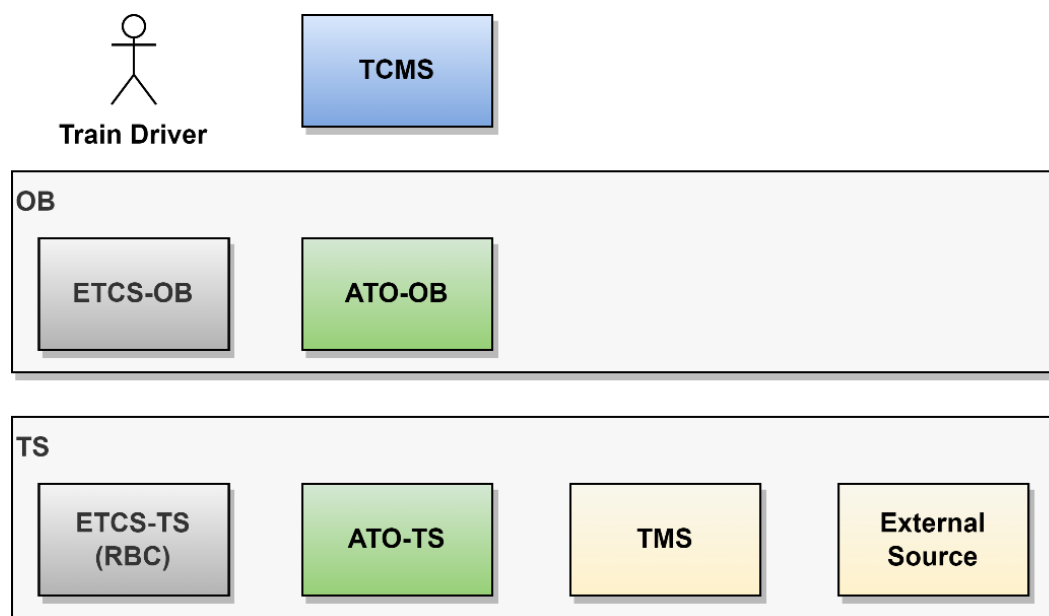 TCMS
Train Driver
OB
ETCS-OB
ATO-OB
TS
ETCS-TS
(RBC)
ATO-TS
TMS
External
Source